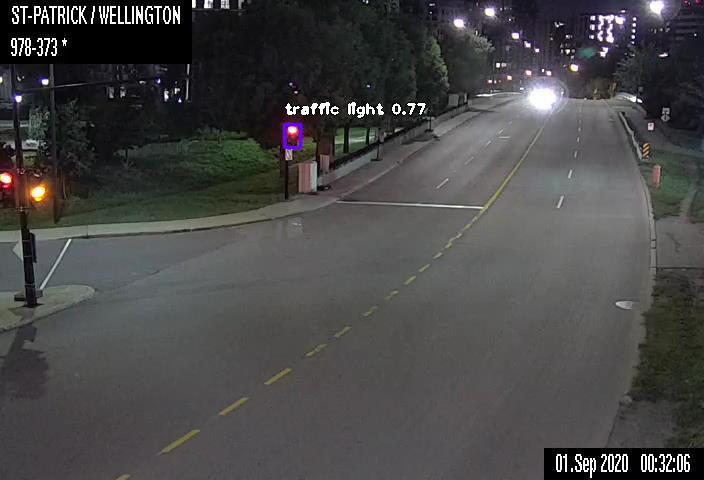 ST-PATRICK / WELLINGTON
978-373 *
traffic light 0.77
01.Sep 2020 00:32:06